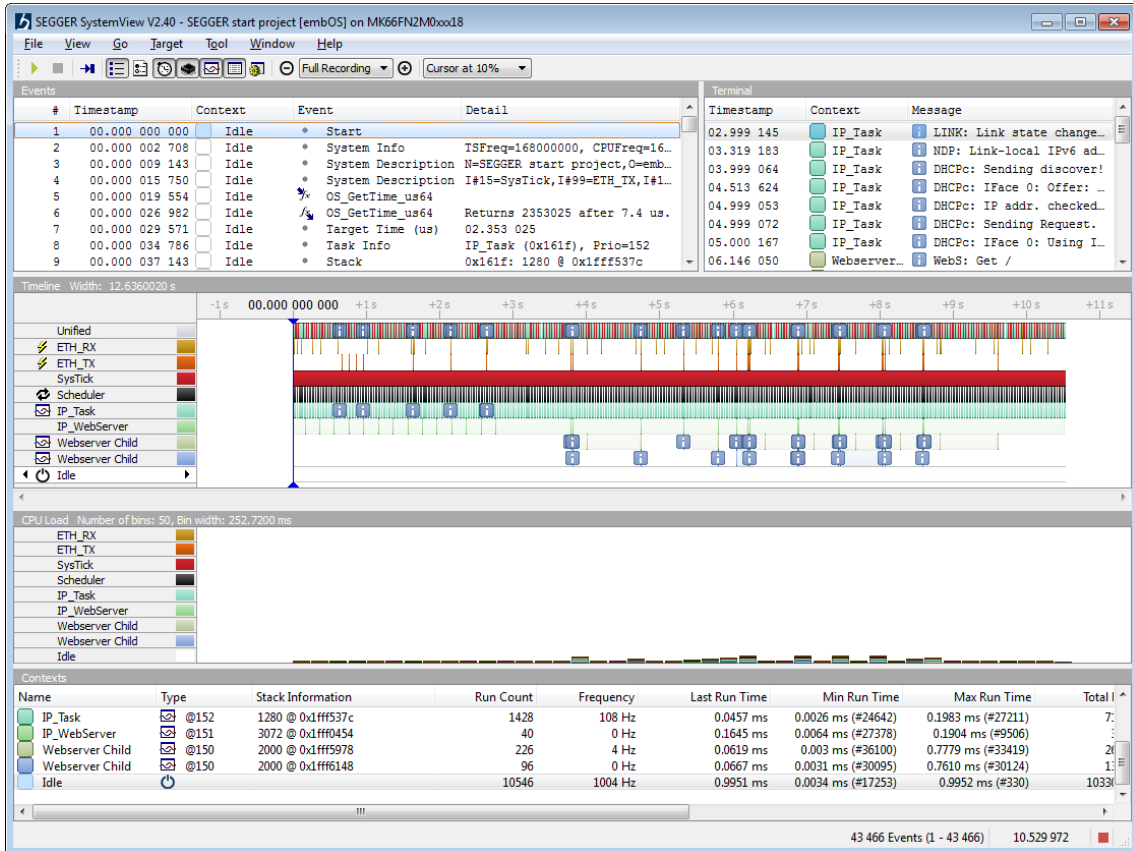 SEGGER SystemView V2.40 - SEGGER start project [embOS] on MK66FN2M0xxx18
File View Go Target Tool Window Help
Full Recording Cursor at 10%
Events
# Timestamp Context Event Detail
1 00.000 000 000 Idle Start
2 00.000 002 708 Idle System Info TSFreq=168000000, CPUFreq=16…
3 00.000 009 143 Idle System Description N=SEGGER start project,O=emb…
4 00.000 015 750 Idle System Description I#15=SysTick,I#99=ETH_TX,I#1…
5 00.000 019 554 Idle OS_GetTime_us64
6 00.000 026 982 Idle OS_GetTime_us64 Returns 2353025 after 7.4 us.
7 00.000 029 571 Idle Target Time (us) 02.353 025
8 00.000 034 786 Idle Task Info IP_Task (0x161f), Prio=152
9 00.000 037 143 Idle Stack 0x161f: 1280 @ 0x1fff537c
Terminal
Timestamp Context Message
02.999 145 IP_Task LINK: Link state change…
03.319 183 IP_Task NDP: Link-local IPv6 ad…
03.999 064 IP_Task DHCPc: Sending discover!
04.513 624 IP_Task DHCPc: IFace 0: Offer: …
04.999 053 IP_Task DHCPc: IP addr. checked…
04.999 072 IP_Task DHCPc: Sending Request.
05.000 167 IP_Task DHCPc: IFace 0: Using I…
06.146 050 Webserver… WebS: Get /
Timeline Width: 12.6360020 s
-1 s 00.000 000 000 +1 s +2 s +3 s +4 s +5 s +6 s +7 s +8 s +9 s +10 s +11 s
Unified
ETH_RX
ETH_TX
SysTick
Scheduler
IP_Task
IP_WebServer
Webserver Child
Webserver Child
Idle
CPU Load Number of bins: 50, Bin width: 252.7200 ms
ETH_RX
ETH_TX
SysTick
Scheduler
IP_Task
IP_WebServer
Webserver Child
Webserver Child
Idle
Contexts
Name Type Stack Information Run Count Frequency Last Run Time Min Run Time Max Run Time Total
IP_Task @152 1280 @ 0x1fff537c 1428 108 Hz 0.0457 ms 0.0026 ms (#24642) 0.1983 ms (#27211)
IP_WebServer @151 3072 @ 0x1fff0454 40 0 Hz 0.1645 ms 0.0064 ms (#27378) 0.1904 ms (#9506)
Webserver Child @150 2000 @ 0x1fff5978 226 4 Hz 0.0619 ms 0.003 ms (#36100) 0.7779 ms (#33419)
Webserver Child @150 2000 @ 0x1fff6148 96 0 Hz 0.0667 ms 0.0031 ms (#30095) 0.7610 ms (#30124)
Idle 10546 1004 Hz 0.9951 ms 0.0034 ms (#17253) 0.9952 ms (#330) 1033
43 466 Events (1 - 43 466) 10.529 972